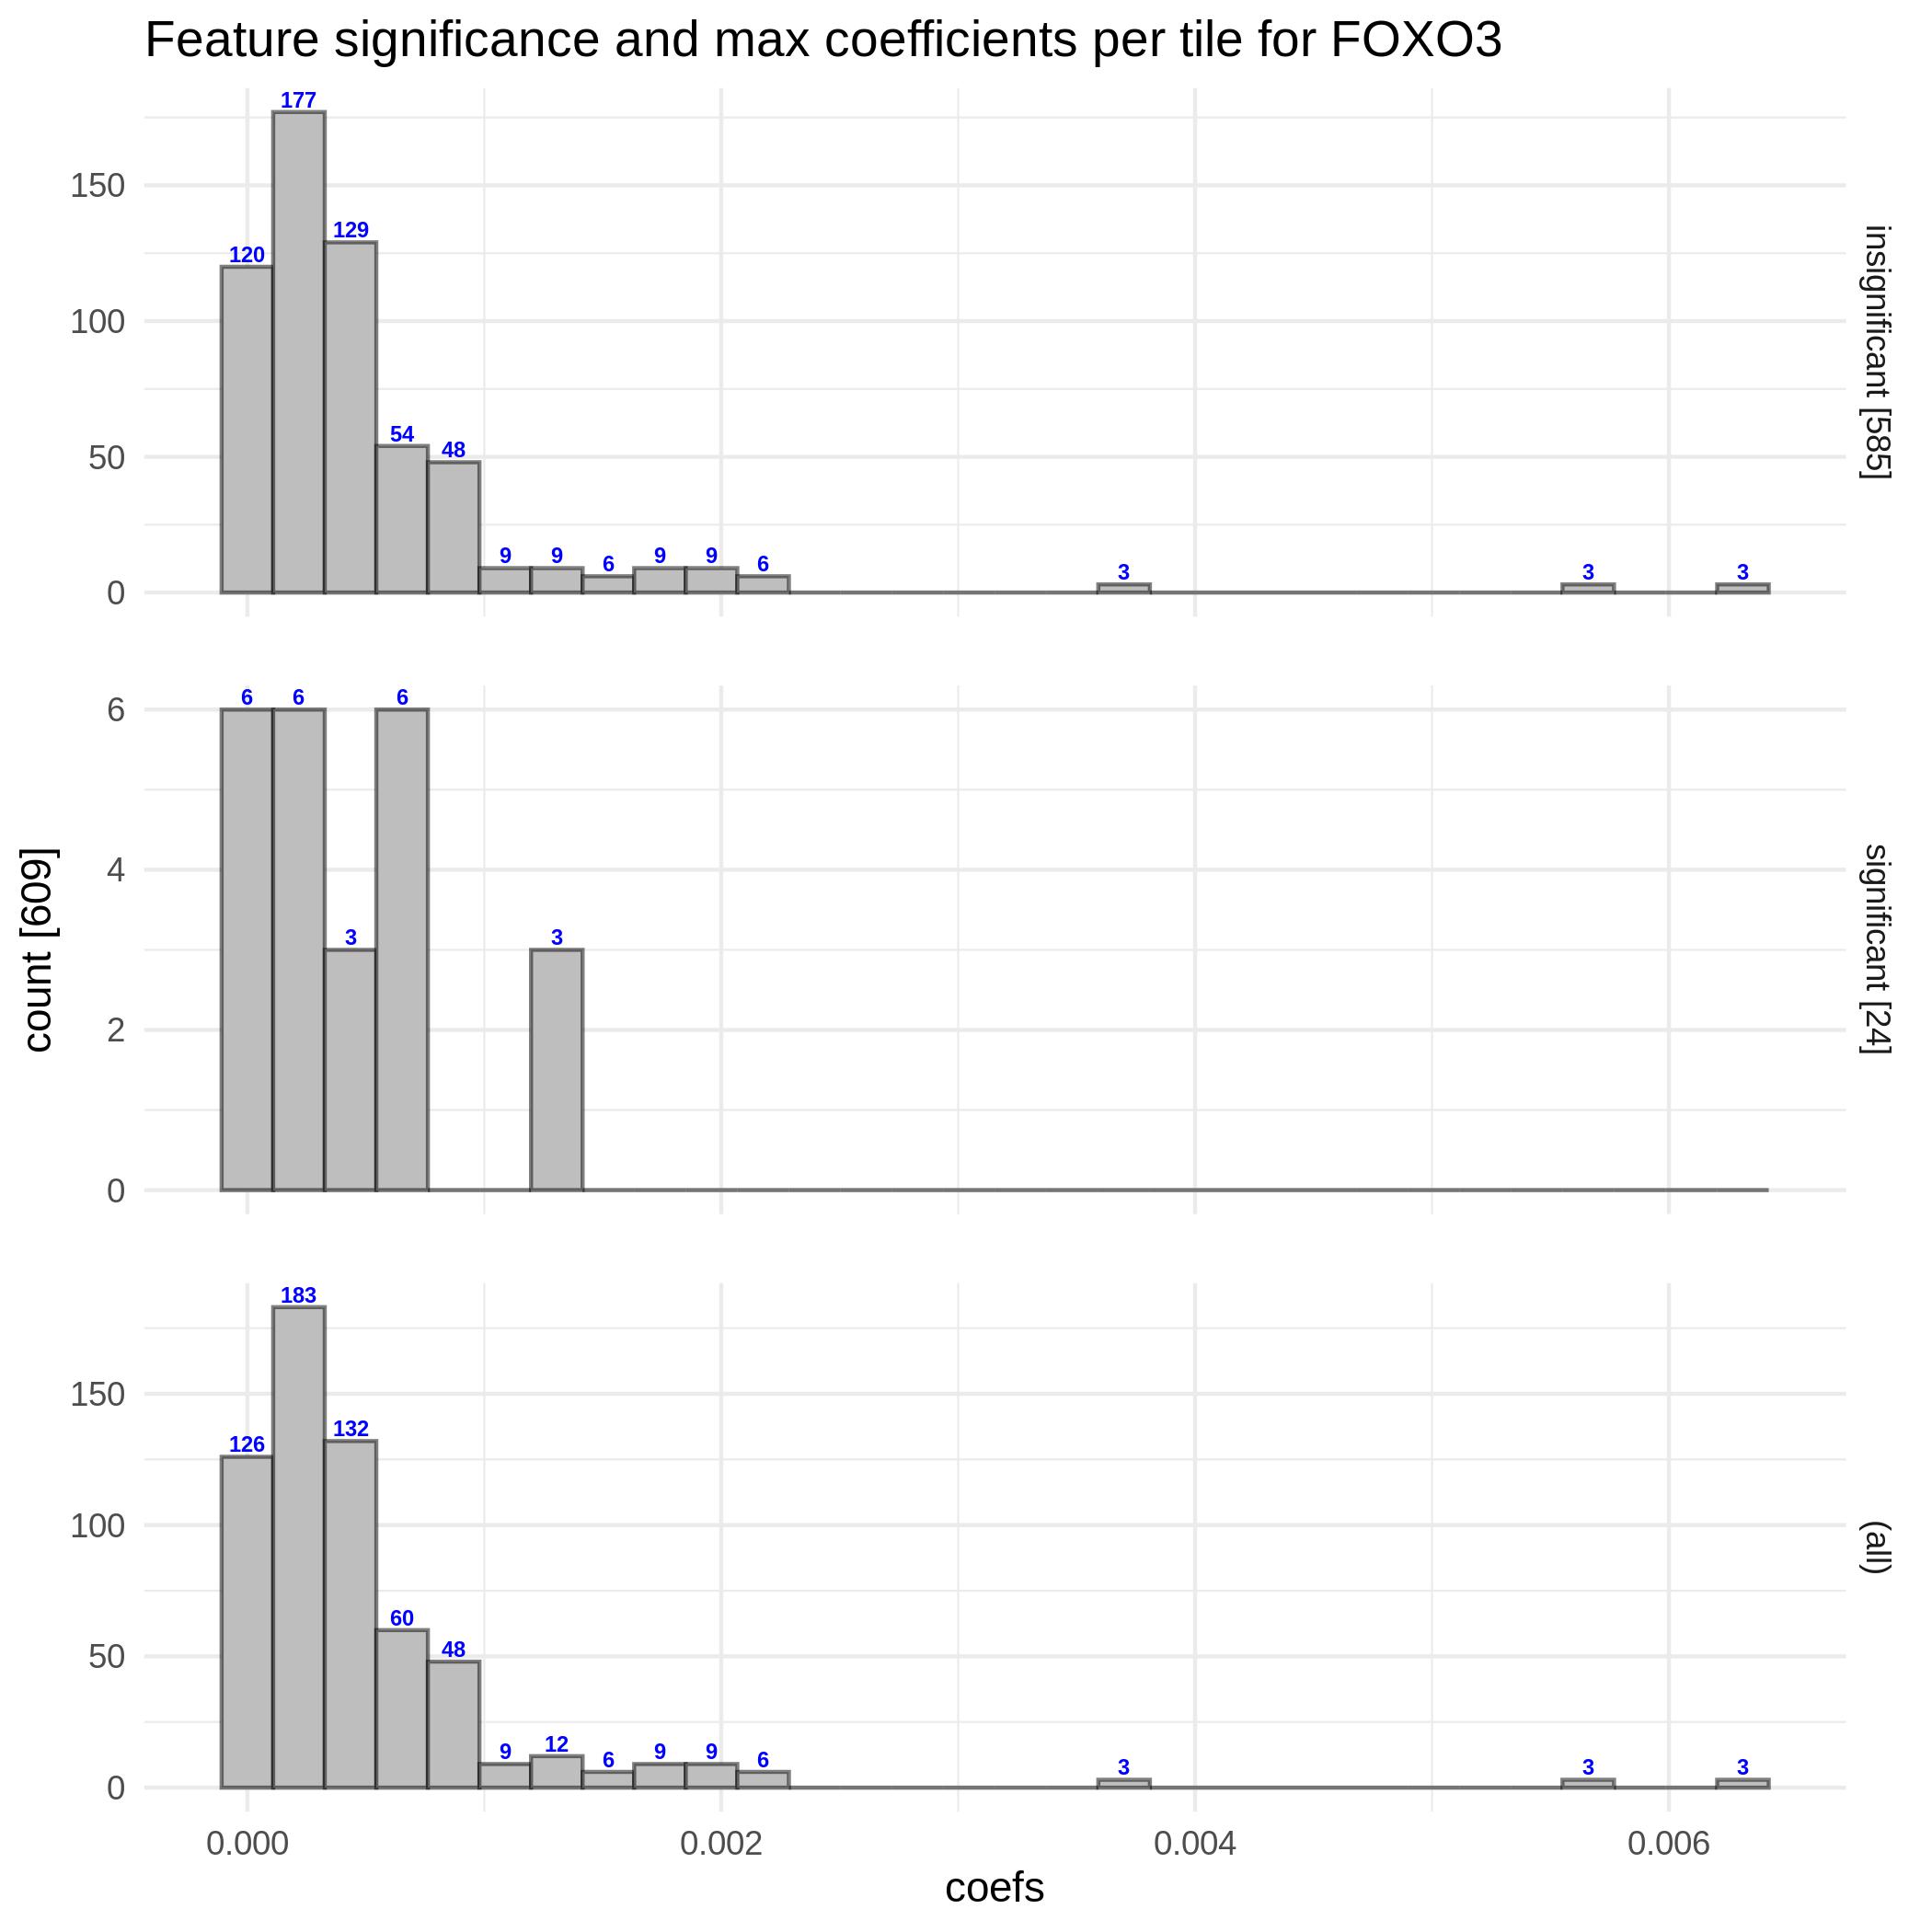 Feature significance and max coefficients per tile for FOXO3
177
150
129
120
100
54
50
48
9 9 6 9 9 6 3 3 3
0
insignificant [585]
6 6 6
6
4
3 3
2
0
significant [24]
count [609]
183
150
132
126
100
60
50
48
9 12 6 9 9 6 3 3 3
0
(all)
0.000 0.002 0.004 0.006
coefs